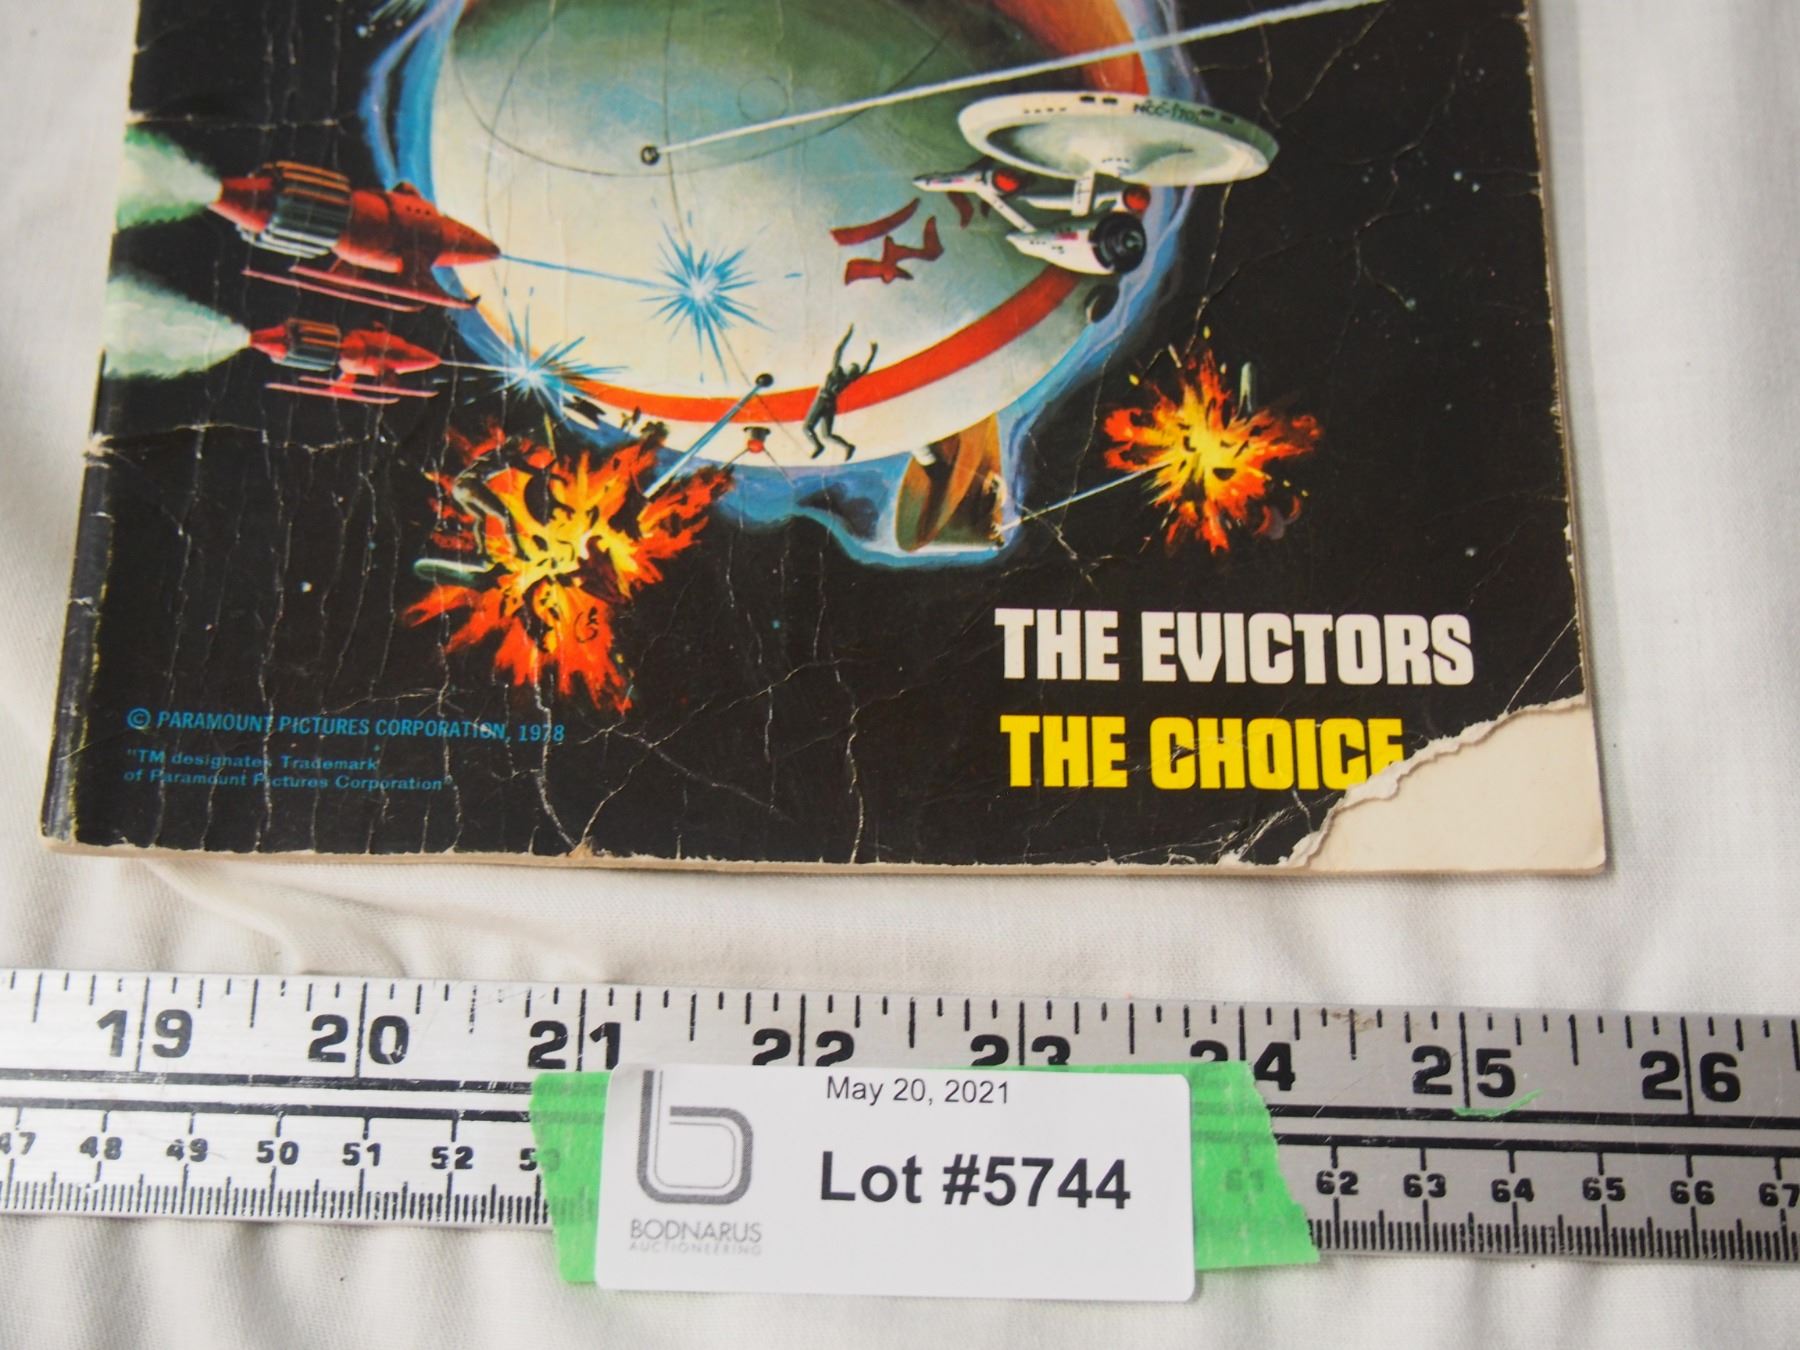 NCC-1701
THE EVICTORS
THE CHOICE
© PARAMOUNT PICTURES CORPORATION, 1978
"TM designates Trademark
of Paramount Pictures Corporation"
19 20 21 22 23 24 25 26
47 48 49 50 51 52 61 62 63 64 65 66 67
May 20, 2021
Lot #5744
b
BODNARUS
AUCTIONEERING